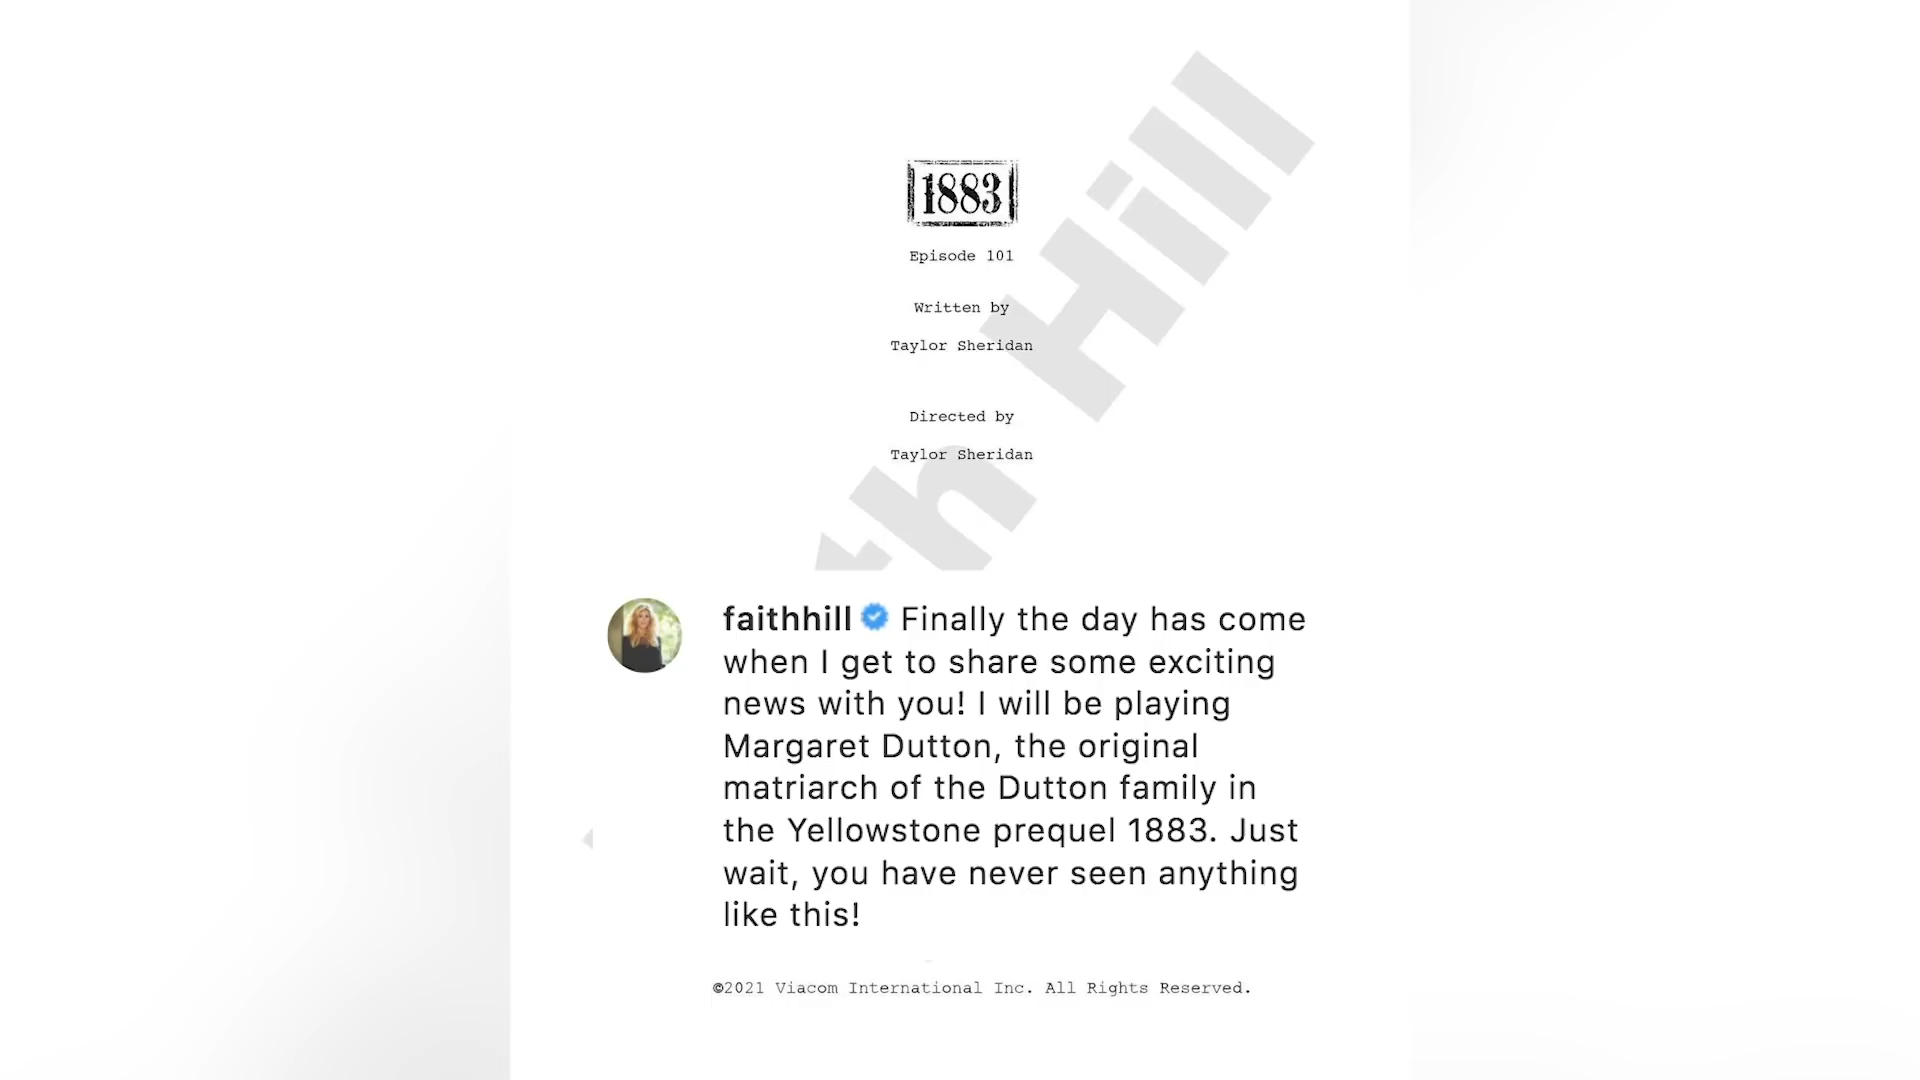 1883
Episode 101
Written by
Taylor Sheridan
Directed by
Taylor Sheridan
th Hill
faithhill Finally the day has come
when I get to share some exciting
news with you! I will be playing
Margaret Dutton, the original
matriarch of the Dutton family in
the Yellowstone prequel 1883. Just
wait, you have never seen anything
like this!
©2021 Viacom International Inc. All Rights Reserved.